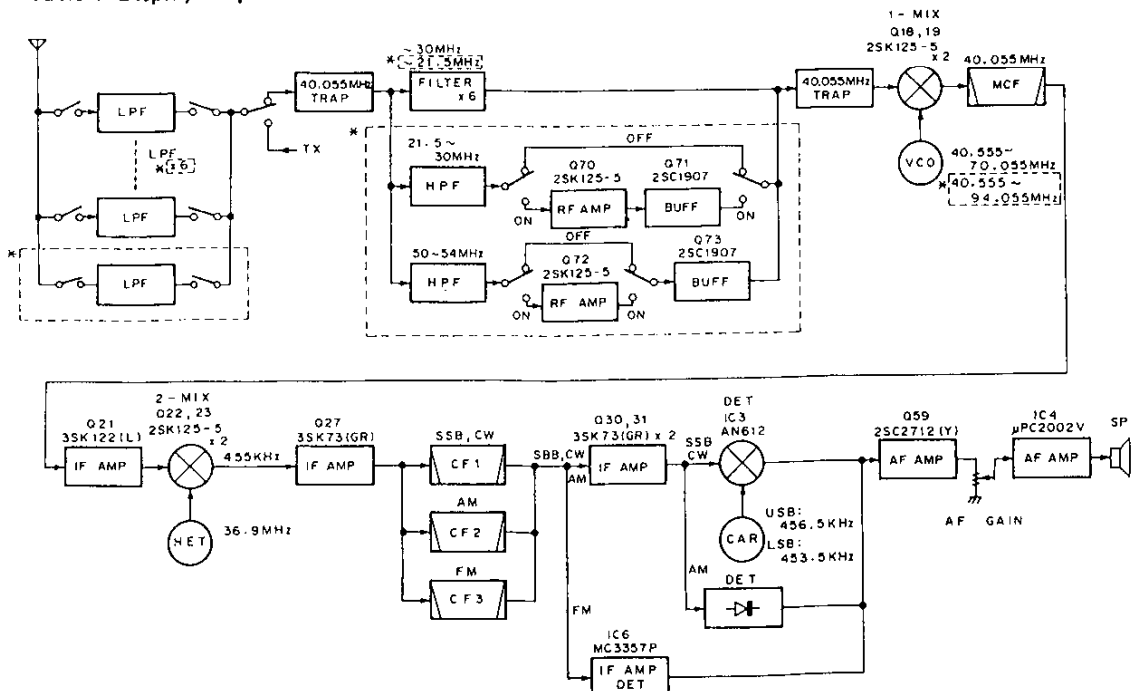 1 - MIX
Q18, 19
2SK125-5
x 2
~ 30MHz
* ~ 21.5MHz
40.055MHz
TRAP
FILTER
x 6
40.055MHz
TRAP
40.055MHz
MCF
LPF
TX
LPF
* x 6
LPF
*
LPF
*
21.5 ~
30MHz
HPF
OFF
Q70
2SK125-5
Q71
2SC1907
RF AMP
BUFF
ON
ON
50~54MHz
HPF
OFF
Q72
2SK125-5
Q73
2SC1907
RF AMP
BUFF
ON
ON
VCO
40.555~
70.055MHz
* 40.555 ~
94.055MHz
Q21
3SK122(L)
IF AMP
2 - MIX
Q22, 23
2SK125-5
x 2
455KHz
HET
36.9MHz
Q27
3SK73(GR)
IF AMP
SSB, CW
CF1
AM
CF2
FM
CF3
SBB, CW
AM
FM
Q30, 31
3SK73(GR) x 2
IF AMP
SSB
CW
AM
DET
IC3
AN612
CAR
USB:
456.5KHz
LSB:
453.5KHz
DET
IC6
MC3357P
IF AMP
DET
Q59
2SC2712(Y)
AF AMP
AF GAIN
IC4
μPC2002V
AF AMP
SP